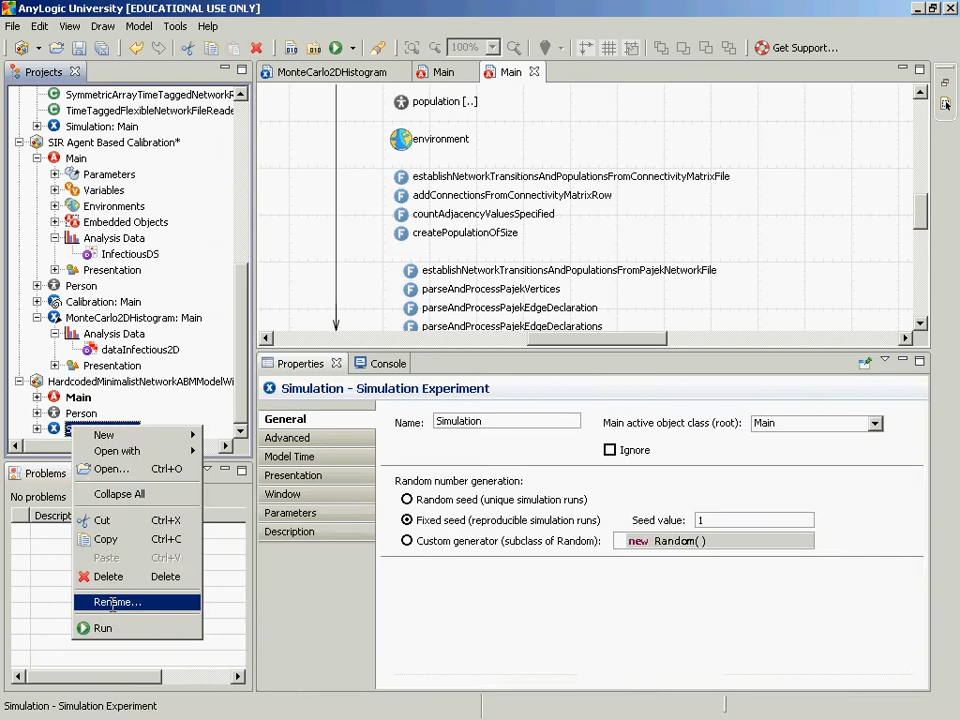 AnyLogic University [EDUCATIONAL USE ONLY]
File Edit View Draw Model Tools Help
100% Get Support...
Projects
SymmetricArrayTimeTaggedNetworkFil
TimeTaggedFlexibleNetworkFileReade
Simulation: Main
SIR Agent Based Calibration*
Main
Parameters
Variables
Environments
Embedded Objects
Analysis Data
InfectiousDS
Presentation
Person
Calibration: Main
MonteCarlo2DHistogram: Main
Analysis Data
dataInfectious2D
Presentation
HardcodedMinimalistNetworkABMModelWi
Main
Person
New
Open with
Open... Ctrl+O
Collapse All
Cut Ctrl+X
Copy Ctrl+C
Paste Ctrl+V
Delete Delete
Rename...
Run
Problems
No problems
Descript
MonteCarlo2DHistogram Main Main
population [..]
environment
establishNetworkTransitionsAndPopulationsFromConnectivityMatrixFile
addConnectionsFromConnectivityMatrixRow
countAdjacencyValuesSpecified
createPopulationOfSize
establishNetworkTransitionsAndPopulationsFromPajekNetworkFile
parseAndProcessPajekVertices
parseAndProcessPajekEdgeDeclaration
parseAndProcessPajekEdgeDeclarations
Properties Console
Simulation - Simulation Experiment
General
Advanced
Model Time
Presentation
Window
Parameters
Description
Name: Simulation Main active object class (root): Main
Ignore
Random number generation:
Random seed (unique simulation runs)
Fixed seed (reproducible simulation runs) Seed value: 1
Custom generator (subclass of Random): new Random()
Simulation - Simulation Experiment